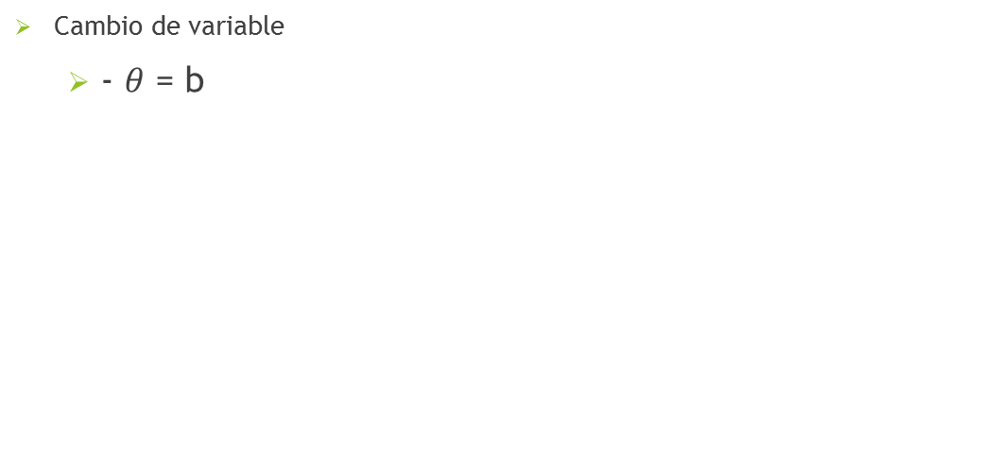 Cambio de variable
- θ = b